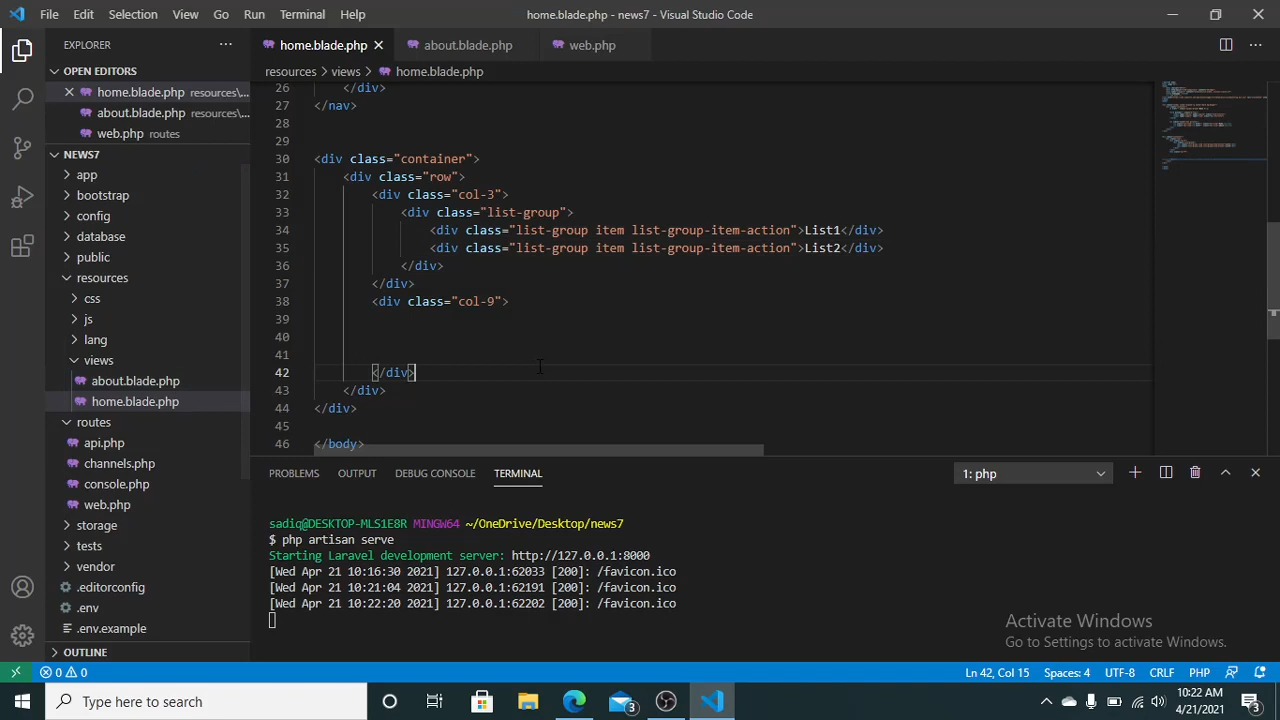 File Edit Selection View Go Run Terminal Help home.blade.php - news7 - Visual Studio Code
EXPLORER
home.blade.php about.blade.php web.php
OPEN EDITORS
home.blade.php resources\...
about.blade.php resources\...
web.php routes
NEWS7
app
bootstrap
config
database
public
resources
css
js
lang
views
about.blade.php
home.blade.php
routes
api.php
channels.php
console.php
web.php
storage
tests
vendor
.editorconfig
.env
.env.example
OUTLINE
resources > views > home.blade.php
26 </div>
27 </nav>
28
29
30 <div class="container">
31 <div class="row">
32 <div class="col-3">
33 <div class="list-group">
34 <div class="list-group item list-group-item-action">List1</div>
35 <div class="list-group item list-group-item-action">List2</div>
36 </div>
37 </div>
38 <div class="col-9">
39
40
41
42 </div>
43 </div>
44 </div>
45
46 </body>
PROBLEMS OUTPUT DEBUG CONSOLE TERMINAL 1: php
sadiq@DESKTOP-MLS1E8R MINGW64 ~/OneDrive/Desktop/news7
$ php artisan serve
Starting Laravel development server: http://127.0.0.1:8000
[Wed Apr 21 10:16:30 2021] 127.0.0.1:62033 [200]: /favicon.ico
[Wed Apr 21 10:21:04 2021] 127.0.0.1:62191 [200]: /favicon.ico
[Wed Apr 21 10:22:20 2021] 127.0.0.1:62202 [200]: /favicon.ico
Activate Windows
Go to Settings to activate Windows.
0 0 Ln 42, Col 15 Spaces: 4 UTF-8 CRLF PHP
Type here to search 3 10:22 AM
4/21/2021 3